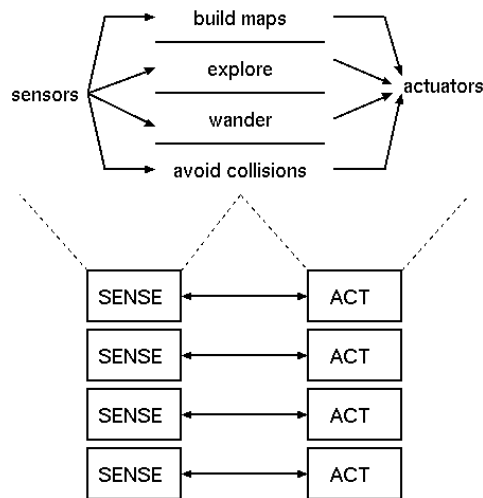 build maps
explore
sensors
actuators
wander
avoid collisions
SENSE ACT
SENSE ACT
SENSE ACT
SENSE ACT